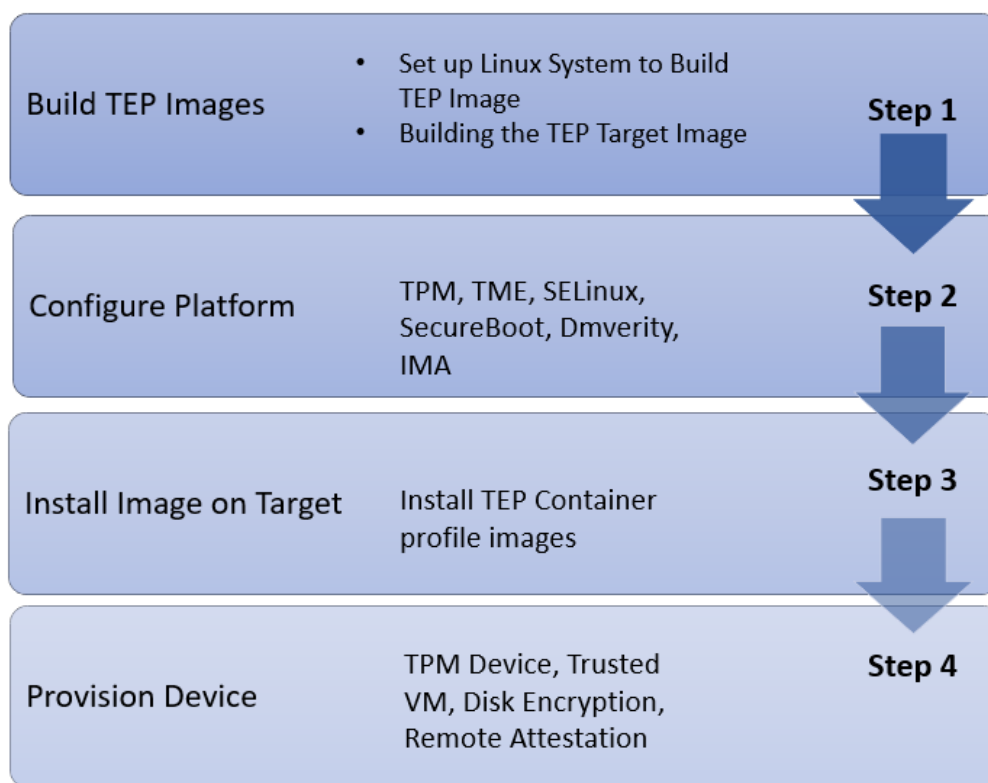 Build TEP Images
• Set up Linux System to Build
TEP Image
• Building the TEP Target Image
Step 1
Configure Platform
TPM, TME, SELinux,
SecureBoot, Dmverity,
IMA
Step 2
Install Image on Target
Install TEP Container
profile images
Step 3
Provision Device
TPM Device, Trusted
VM, Disk Encryption,
Remote Attestation
Step 4